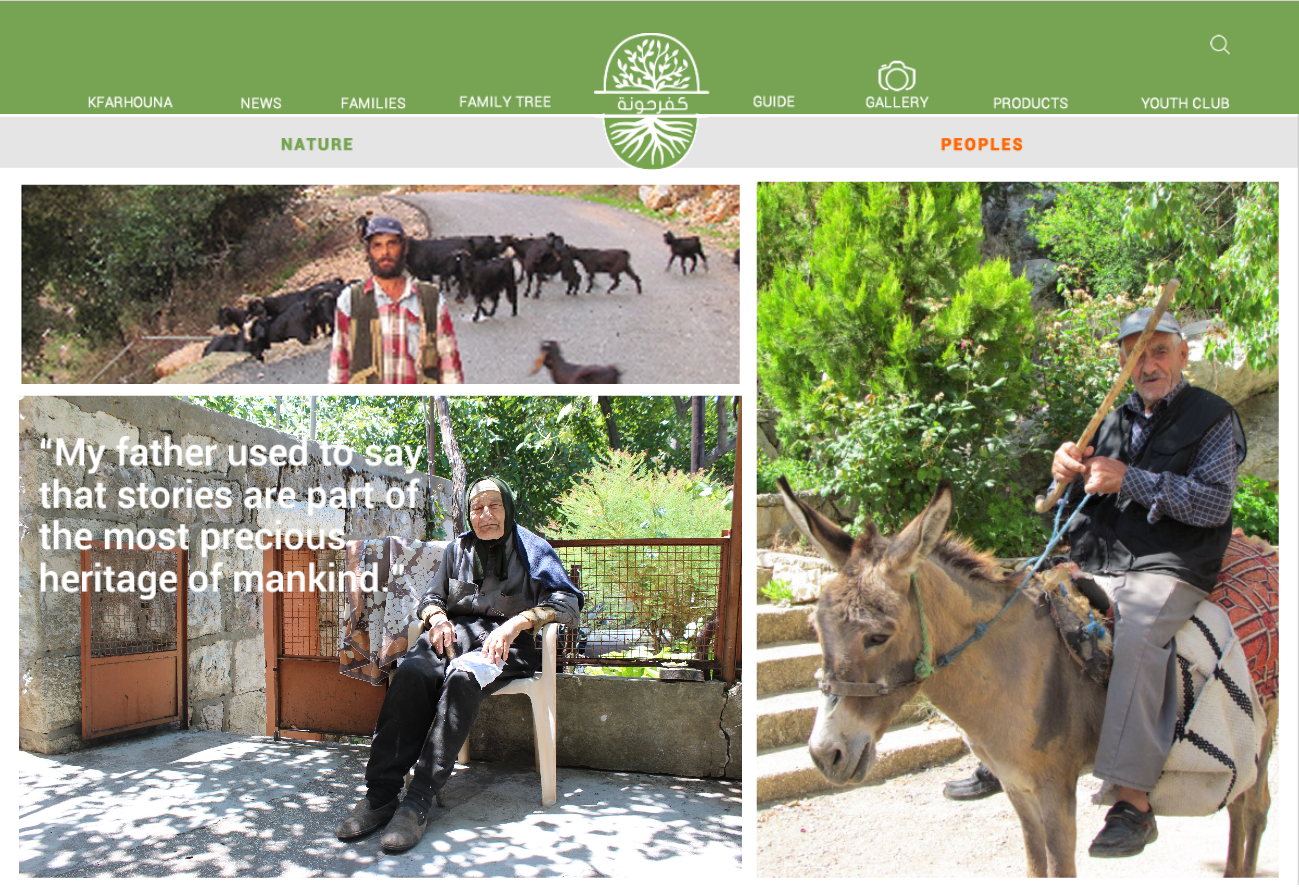 KFARHOUNA
NEWS
FAMILIES
FAMILY TREE
كفرحونة
GUIDE
GALLERY
PRODUCTS
YOUTH CLUB
NATURE
PEOPLES
“My father used to say
that stories are part of
the most precious
heritage of mankind.”